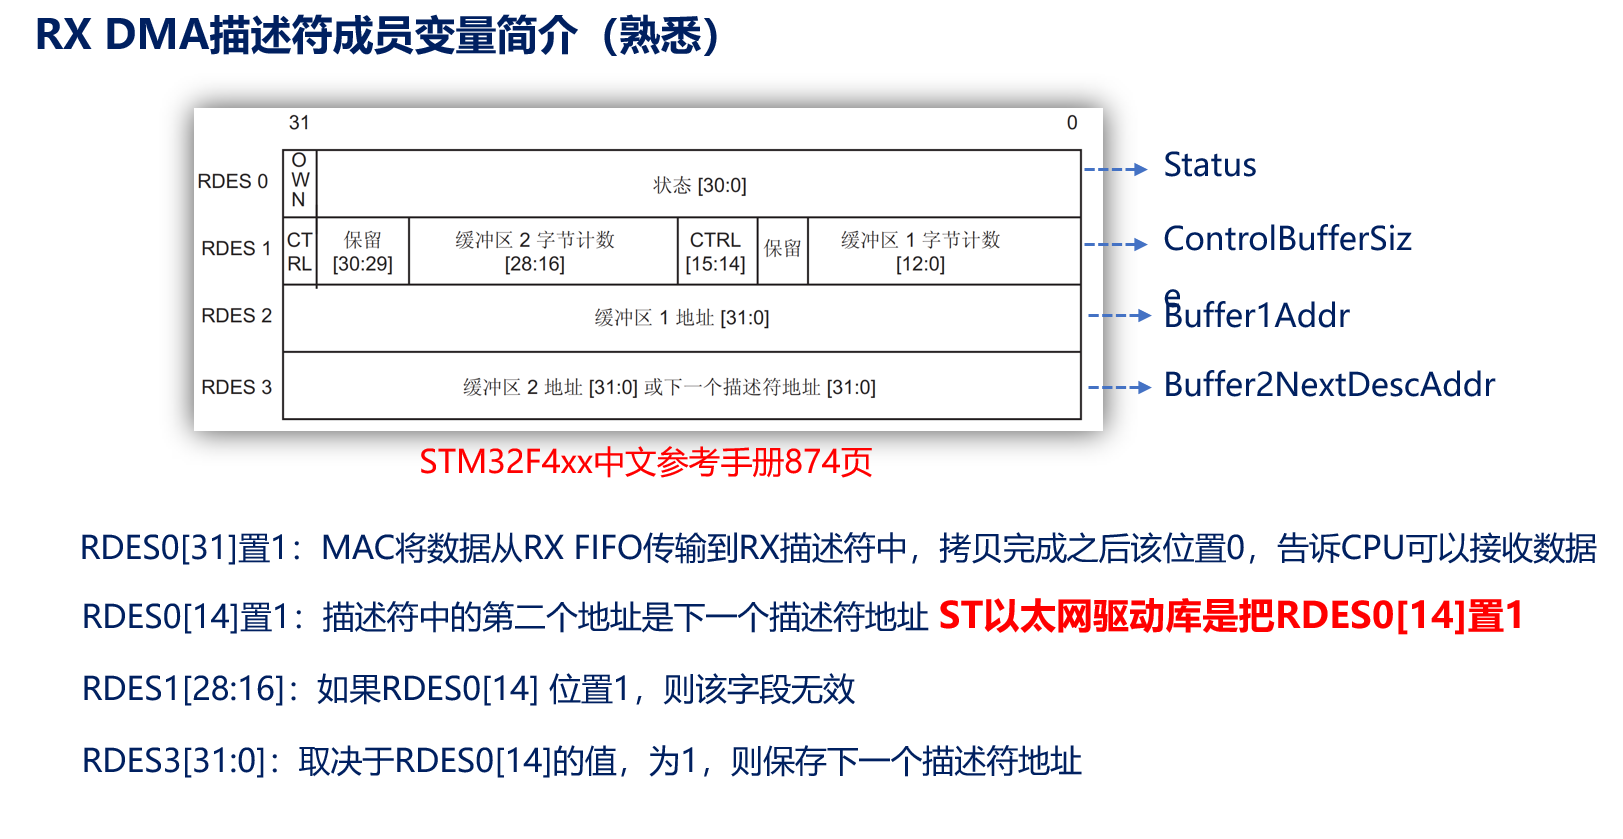 RX DMA描述符成员变量简介（熟悉）
31 0
RDES 0 OWN 状态 [30:0] Status
RDES 1 CTRL 保留 [30:29] 缓冲区 2 字节计数 [28:16] CTRL [15:14] 保留 缓冲区 1 字节计数 [12:0] ControlBufferSize
RDES 2 缓冲区 1 地址 [31:0] Buffer1Addr
RDES 3 缓冲区 2 地址 [31:0] 或下一个描述符地址 [31:0] Buffer2NextDescAddr
STM32F4xx中文参考手册874页
RDES0[31]置1：MAC将数据从RX FIFO传输到RX描述符中，拷贝完成之后该位置0，告诉CPU可以接收数据
RDES0[14]置1：描述符中的第二个地址是下一个描述符地址 ST以太网驱动库是把RDES0[14]置1
RDES1[28:16]：如果RDES0[14] 位置1，则该字段无效
RDES3[31:0]：取决于RDES0[14]的值，为1，则保存下一个描述符地址